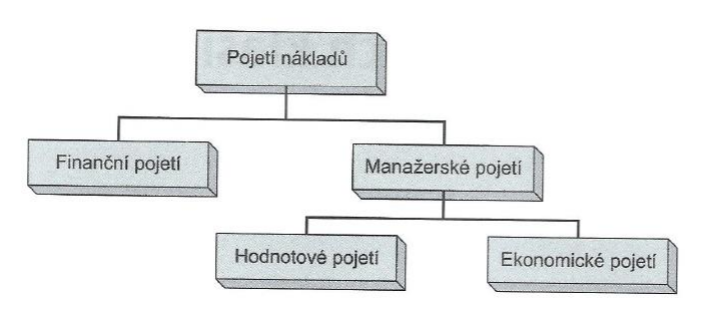 Pojetí nákladů
Finanční pojetí
Manažerské pojetí
Hodnotové pojetí
Ekonomické pojetí